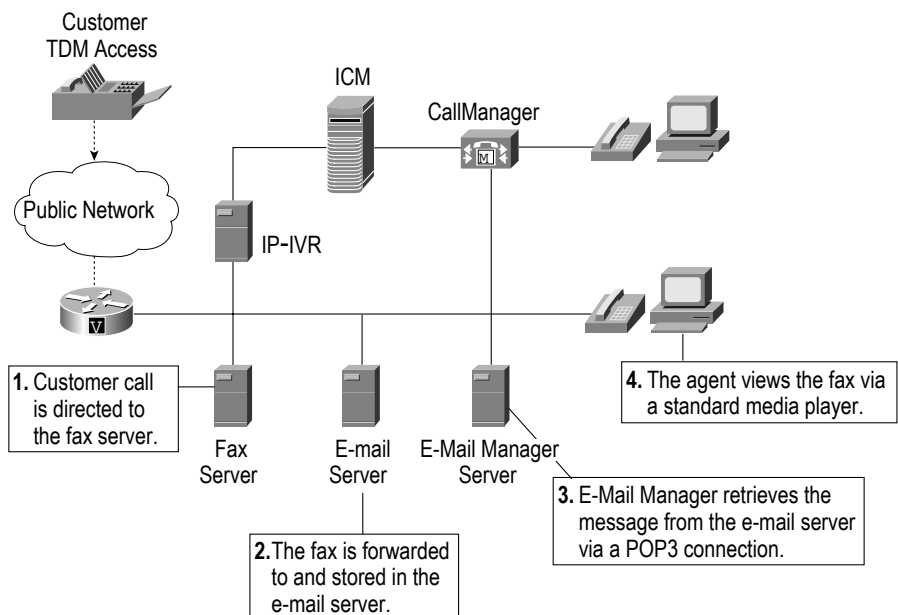 Customer
TDM Access
ICM
CallManager
M
Public Network
IP-IVR
V
1. Customer call
is directed to
the fax server.
4. The agent views the fax via
a standard media player.
Fax
Server
E-mail
Server
E-Mail Manager
Server
3. E-Mail Manager retrieves the
message from the e-mail server
via a POP3 connection.
2.The fax is forwarded
to and stored in the
e-mail server.